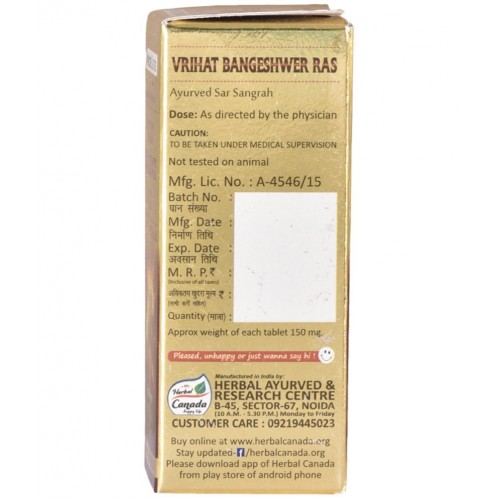 VRIHAT BANGESHWER RAS
Ayurved Sar Sangrah
Dose: As directed by the physician
CAUTION:
TO BE TAKEN UNDER MEDICAL SUPERVISION
Not tested on animal
Mfg. Lic. No. : A-4546/15
Batch No. :
घान संख्या
Mfg. Date :
निर्माण तिथि
Exp. Date :
अवसान तिथि
M. R. P.₹ :
(Inclusive of all taxes)
अधिकतम खुदरा मूल्य ₹ :
(सभी करों सहित)
Quantity (मात्रा) :
Approx weight of each tablet 150 mg.
Pleased, unhappy or just wanna say hi !
Manufactured in India by:
Herbal Canada
HERBAL AYURVED &
RESEARCH CENTRE
B-45, SECTOR-67, NOIDA
(10 A.M. - 5.30 P.M.) Monday to Friday
CUSTOMER CARE : 09219445023
Buy online at www.herbalcanada.org
Stay updated-f/herbalcanada.org
Please download app of Herbal Canada
from play store of android phone